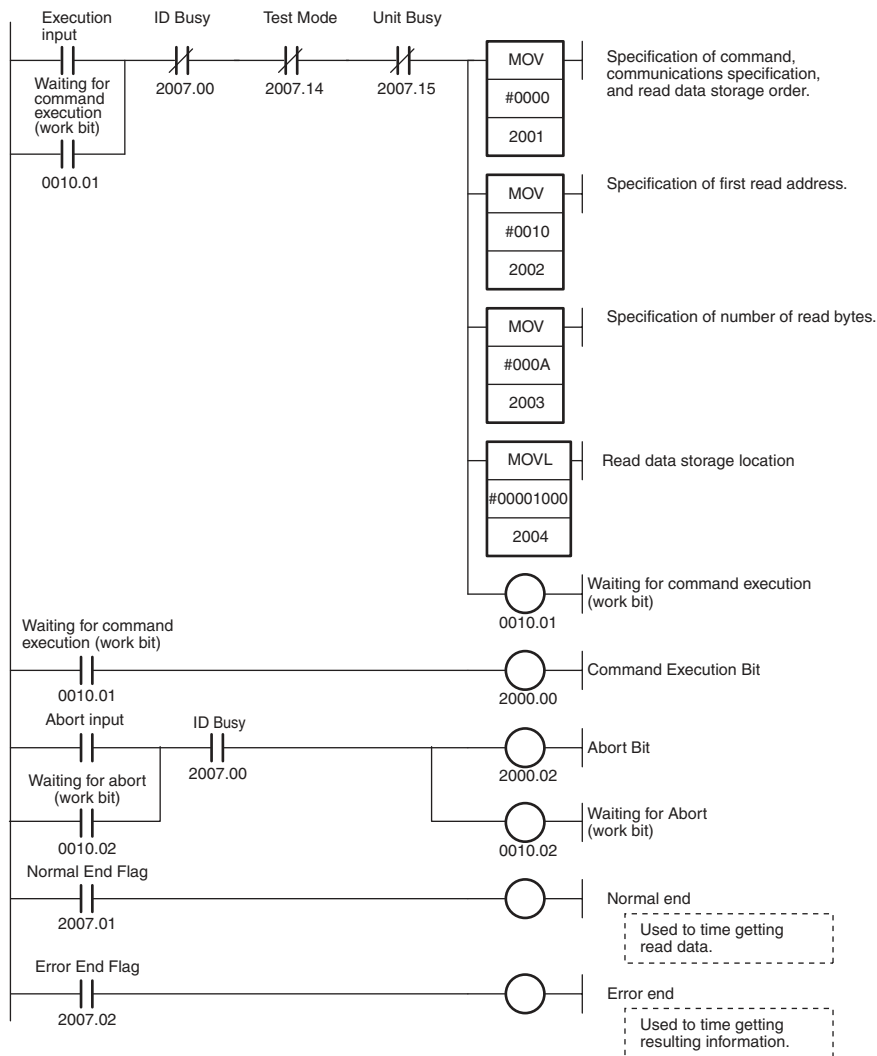 Execution
input
ID Busy
Test Mode
Unit Busy
2007.00
2007.14
2007.15
MOV
#0000
2001
Specification of command,
communications specification,
and read data storage order.
Waiting for
command
execution
(work bit)
0010.01
MOV
#0010
2002
Specification of first read address.
MOV
#000A
2003
Specification of number of read bytes.
MOVL
#00001000
2004
Read data storage location
Waiting for command execution
(work bit)
0010.01
Waiting for command
execution (work bit)
0010.01
2000.00
Command Execution Bit
Abort input
ID Busy
2007.00
2000.02
Abort Bit
Waiting for abort
(work bit)
0010.02
0010.02
Waiting for Abort
(work bit)
Normal End Flag
2007.01
Normal end
Used to time getting
read data.
Error End Flag
2007.02
Error end
Used to time getting
resulting information.